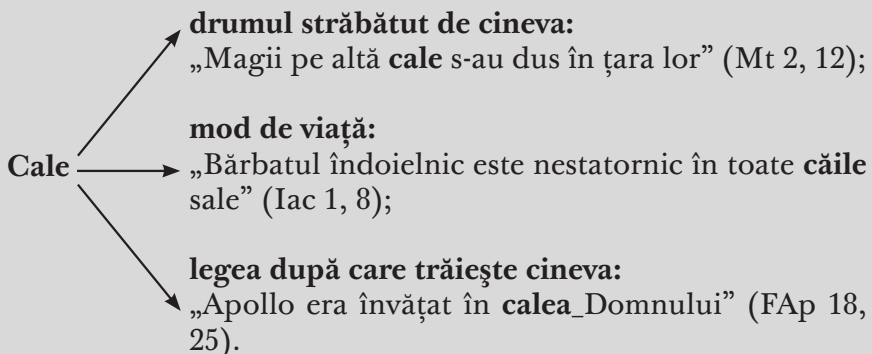 drumul străbătut de cineva:
„Magii pe altă cale s-au dus în țara lor” (Mt 2, 12);
mod de viață:
Cale
„Bărbatul îndoielnic este nestatornic în toate căile
sale” (Iac 1, 8);
legea după care trăieşte cineva:
„Apollo era învățat în calea_Domnului” (FAp 18,
25).